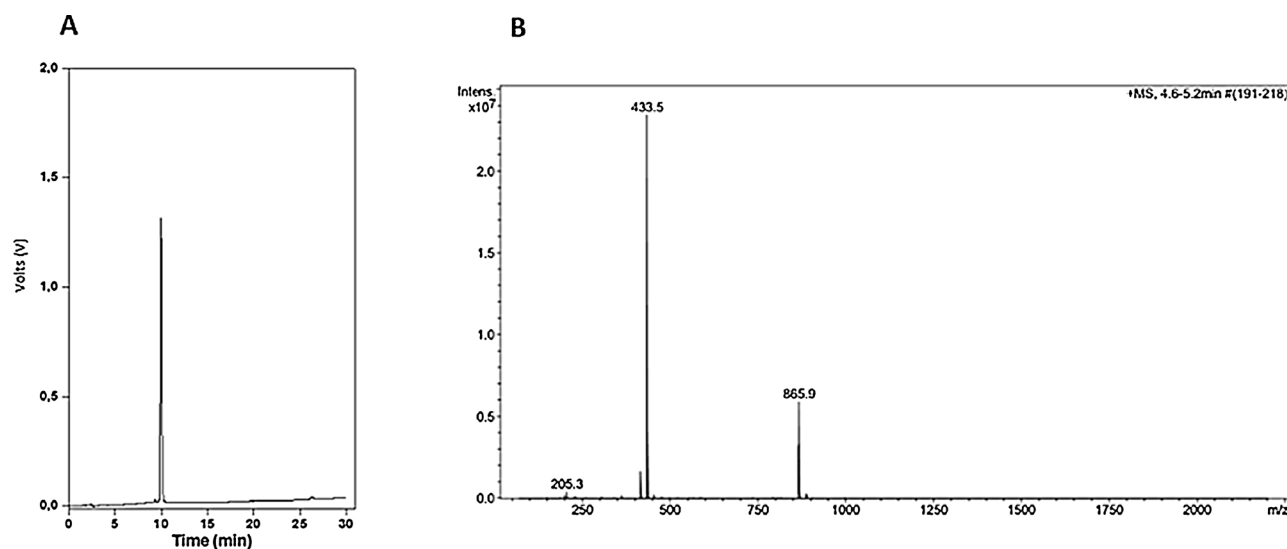 A
B
2,0
1,5
1,0
0,5
0,0
Volts (V)
0 5 10 15 20 25 30
Time (min)
Intens.
x10⁷
+MS, 4.6-5.2min #(191-218)
433.5
2.0
1.5
1.0
865.9
0.5
205.3
0.0
250 500 750 1000 1250 1500 1750 2000 m/z